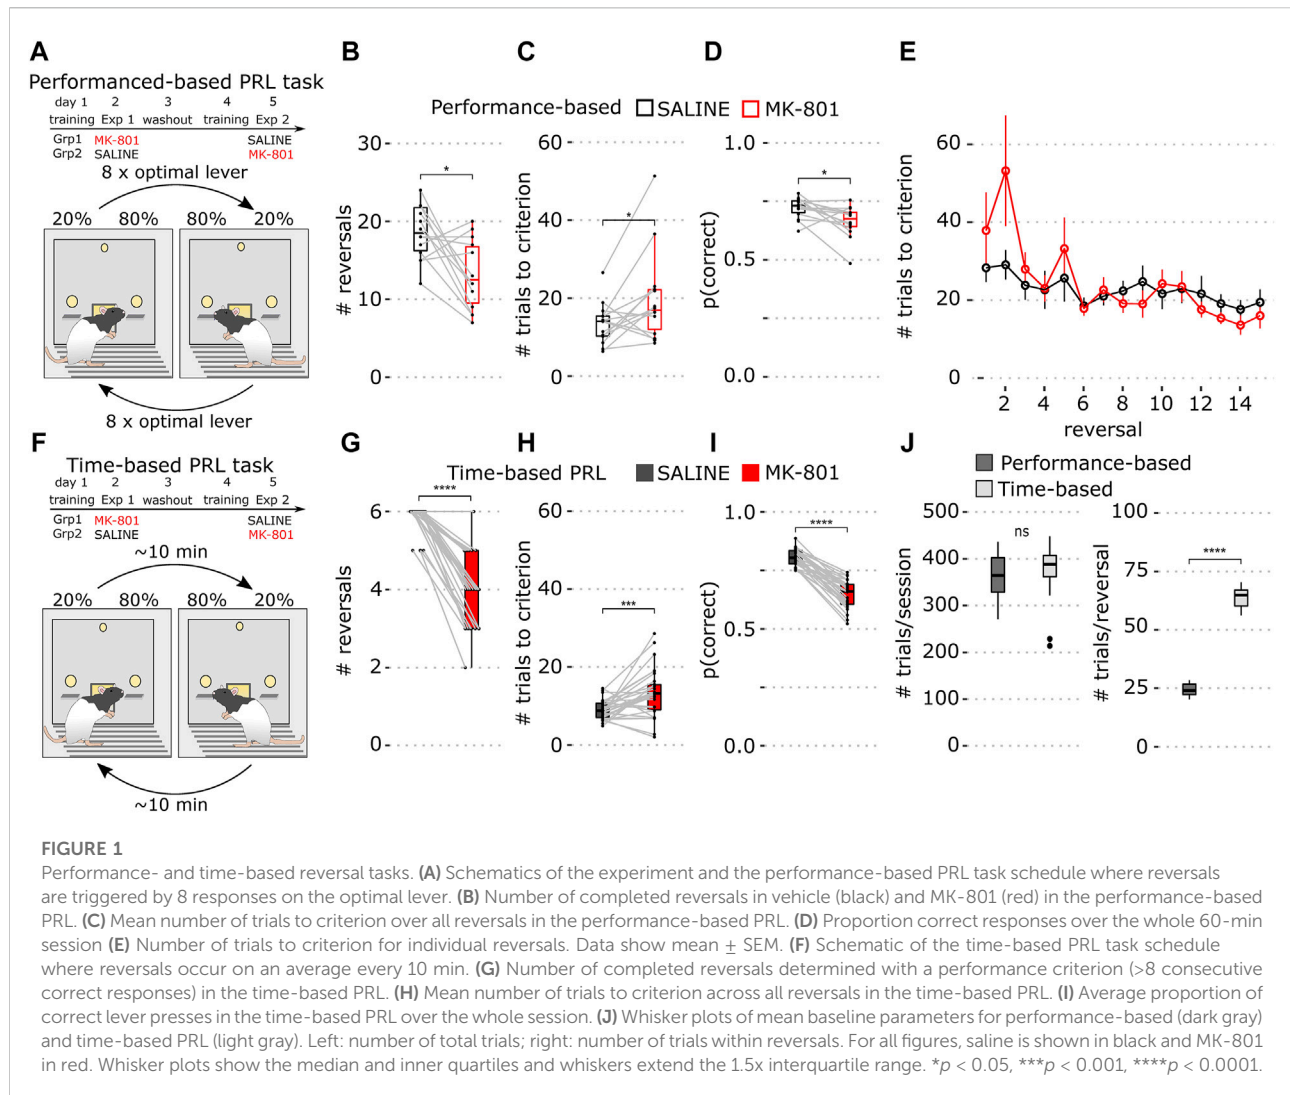 A
Performanced-based PRL task
day 1 2 3 4 5
training Exp 1 washout training Exp 2
Grp1 MK-801 SALINE
Grp2 SALINE MK-801
8 x optimal lever
20% 80% 80% 20%
8 x optimal lever
B C D E
Performance-based SALINE MK-801
# reversals
30
20
10
0
*
# trials to criterion
60
40
20
0
*
p(correct)
1.0
0.5
0.0
*
# trials to criterion
60
40
20
0
2 4 6 8 10 12 14
reversal
F
Time-based PRL task
day 1 2 3 4 5
training Exp 1 washout training Exp 2
Grp1 MK-801 SALINE
Grp2 SALINE MK-801
~10 min
20% 80% 80% 20%
~10 min
G H I J
Time-based PRL SALINE MK-801
# reversals
6
4
2
0
****
# trials to criterion
60
40
20
0
***
p(correct)
1.0
0.5
0.0
****
Performance-based
Time-based
# trials/session
500
400
300
200
100
0
ns
# trials/reversal
100
75
50
25
0
****
FIGURE 1
Performance- and time-based reversal tasks. (A) Schematics of the experiment and the performance-based PRL task schedule where reversals
are triggered by 8 responses on the optimal lever. (B) Number of completed reversals in vehicle (black) and MK-801 (red) in the performance-based
PRL. (C) Mean number of trials to criterion over all reversals in the performance-based PRL. (D) Proportion correct responses over the whole 60-min
session (E) Number of trials to criterion for individual reversals. Data show mean ± SEM. (F) Schematic of the time-based PRL task schedule
where reversals occur on an average every 10 min. (G) Number of completed reversals determined with a performance criterion (>8 consecutive
correct responses) in the time-based PRL. (H) Mean number of trials to criterion across all reversals in the time-based PRL. (I) Average proportion of
correct lever presses in the time-based PRL over the whole session. (J) Whisker plots of mean baseline parameters for performance-based (dark gray)
and time-based PRL (light gray). Left: number of total trials; right: number of trials within reversals. For all figures, saline is shown in black and MK-801
in red. Whisker plots show the median and inner quartiles and whiskers extend the 1.5x interquartile range. *p < 0.05, ***p < 0.001, ****p < 0.0001.